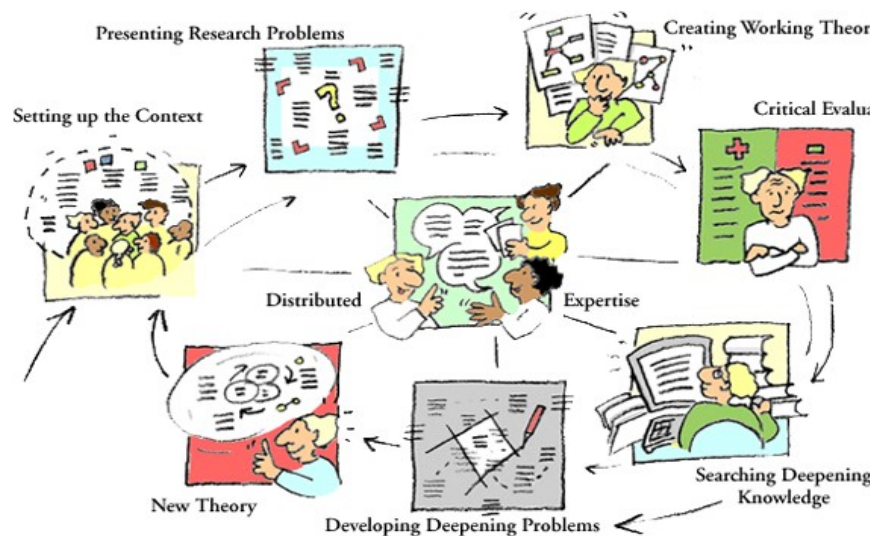 Presenting Research Problems
Creating Working Theor
Setting up the Context
Critical Evalua
Distributed
Expertise
Searching Deepening
Knowledge
New Theory
Developing Deepening Problems